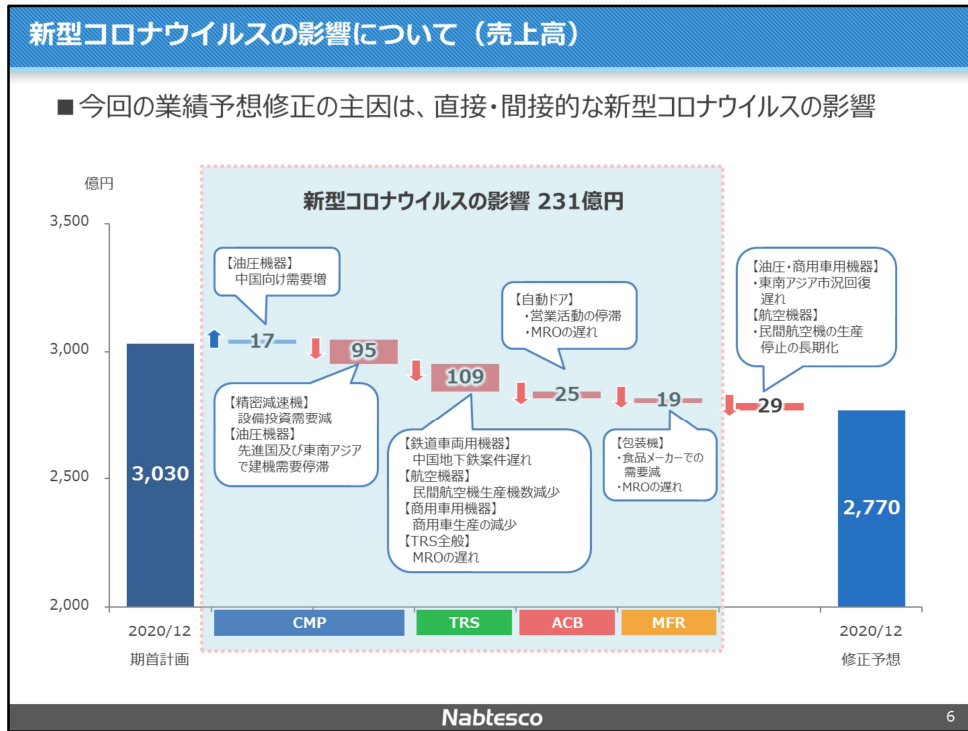 新型コロナウイルスの影響について（売上高）
■今回の業績予想修正の主因は、直接・間接的な新型コロナウイルスの影響
億円
新型コロナウイルスの影響 231億円
3,500
3,000
2,500
2,000
【油圧機器】
中国向け需要増
【自動ドア】
・営業活動の停滞
・MROの遅れ
【油圧・商用車用機器】
・東南アジア市況回復
遅れ
【航空機器】
・民間航空機の生産
停止の長期化
17
95
109
25
19
29
【精密減速機】
設備投資需要減
【油圧機器】
先進国及び東南アジア
で建機需要停滞
【鉄道車両用機器】
中国地下鉄案件遅れ
【航空機器】
民間航空機生産機数減少
【商用車用機器】
商用車生産の減少
【TRS全般】
MROの遅れ
【包装機】
・食品メーカーでの
需要減
・MROの遅れ
3,030
2,770
CMP
TRS
ACB
MFR
2020/12
期首計画
2020/12
修正予想
Nabtesco
6